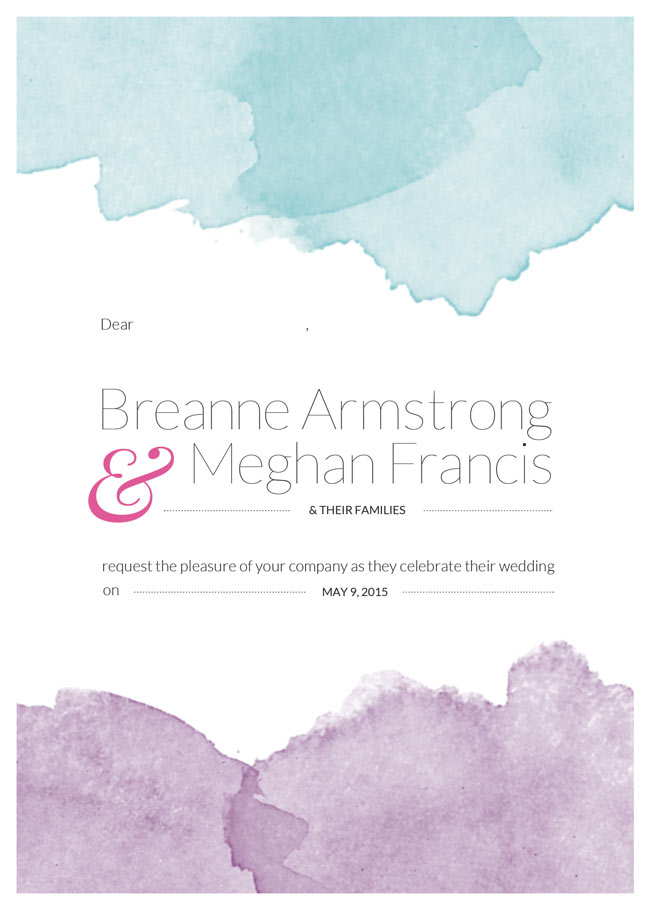 Dear ,
Breanne Armstrong
& Meghan Francis
& THEIR FAMILIES
request the pleasure of your company as they celebrate their wedding
on MAY 9, 2015